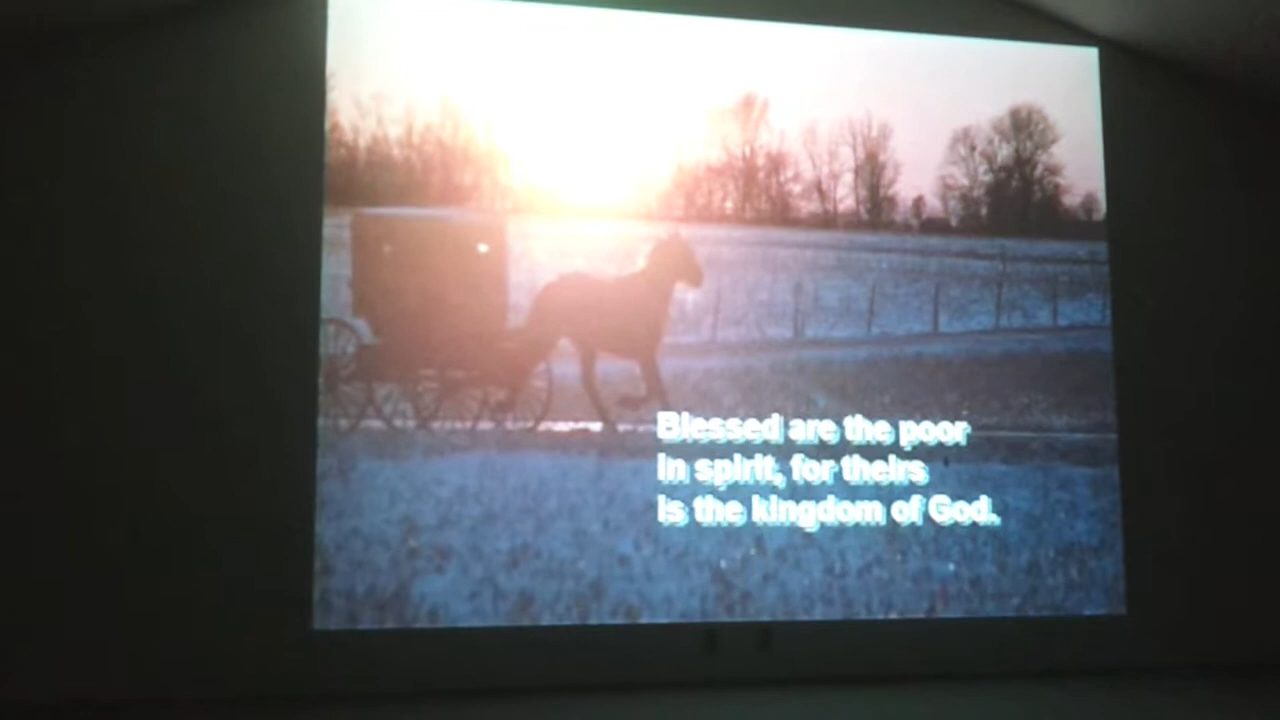 Blessed are the poor
in spirit, for theirs
is the kingdom of God.